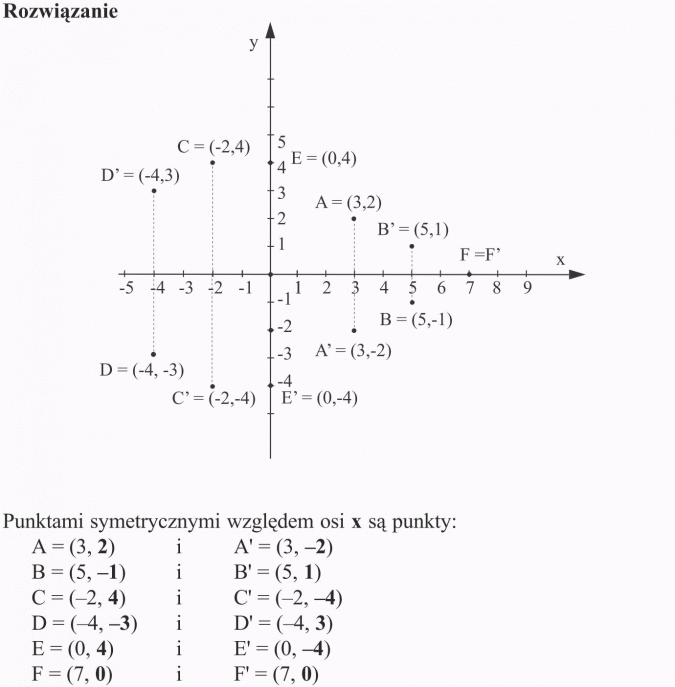 Rozwiązanie
y
C = (-2,4)
5
4
E = (0,4)
D' = (-4,3)
3
A = (3,2)
2
B' = (5,1)
1
F =F'
x
-5 -4 -3 -2 -1 1 2 3 4 5 6 7 8 9
-1
B = (5,-1)
-2
A' = (3,-2)
-3
D = (-4, -3)
-4
C' = (-2,-4)
E' = (0,-4)
Punktami symetrycznymi względem osi x są punkty:
A = (3, 2) i A' = (3, –2)
B = (5, –1) i B' = (5, 1)
C = (–2, 4) i C' = (–2, –4)
D = (–4, –3) i D' = (–4, 3)
E = (0, 4) i E' = (0, –4)
F = (7, 0) i F' = (7, 0)